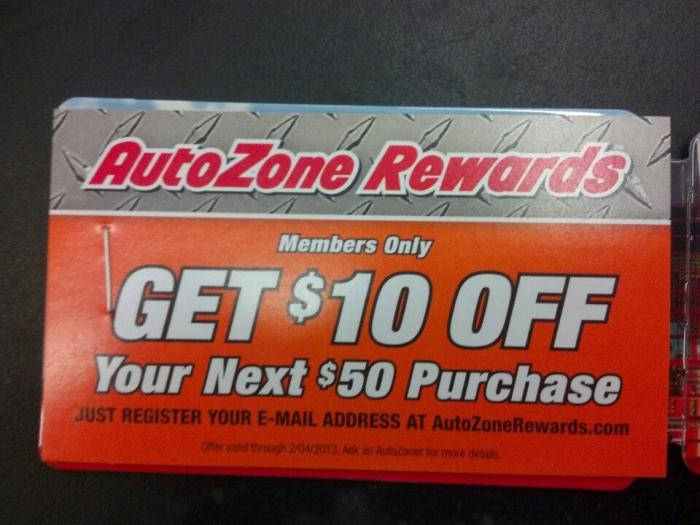 AutoZone Rewards
Members Only
GET $10 OFF
Your Next $50 Purchase
JUST REGISTER YOUR E-MAIL ADDRESS AT AutoZoneRewards.com
Offer valid through 2/04/2013. Ask an AutoZoner for more details.